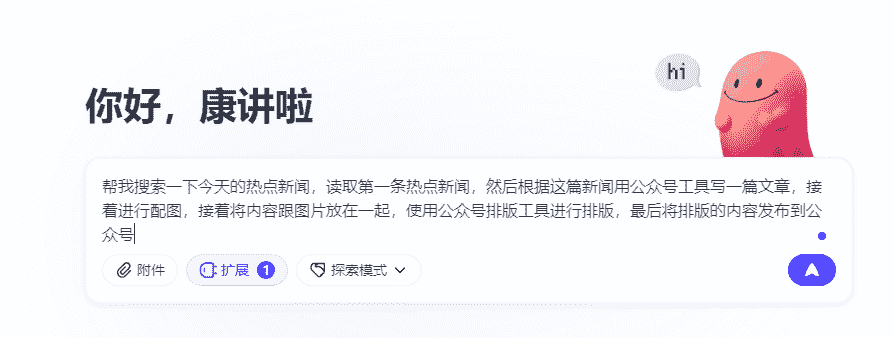 hi
你好，康讲啦
帮我搜索一下今天的热点新闻，读取第一条热点新闻，然后根据这篇新闻用公众号工具写一篇文章，接
着进行配图，接着将内容跟图片放在一起，使用公众号排版工具进行排版，最后将排版的内容发布到公
众号
附件 扩展 1 探索模式